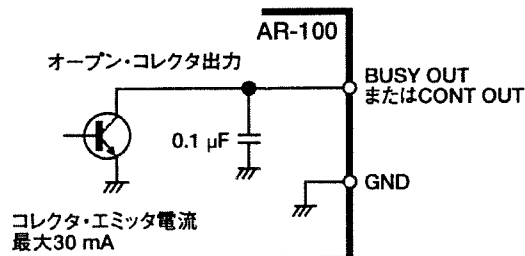 AR-100
オープン・コレクタ出力
BUSY OUT
またはCONT OUT
0.1 µF
GND
コレクタ・エミッタ電流
最大30 mA